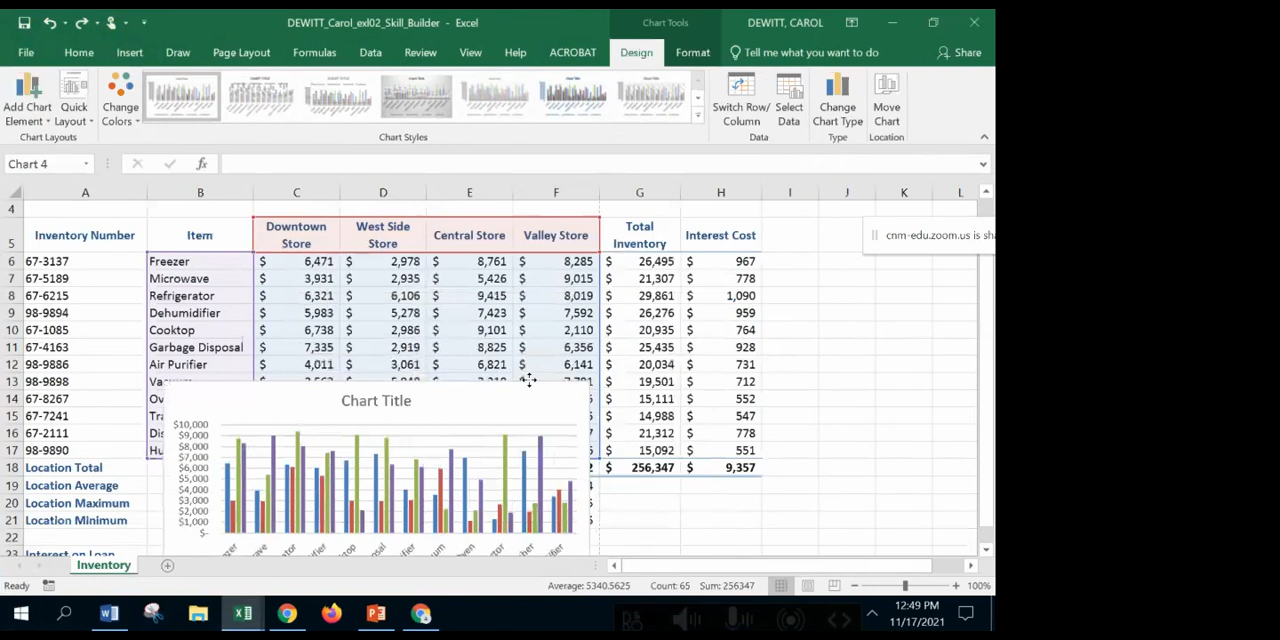 DEWITT_Carol_exl02_Skill_Builder - Excel
Chart Tools
DEWITT, CAROL
File Home Insert Draw Page Layout Formulas Data Review View Help ACROBAT Design Format Tell me what you want to do Share
Add Chart Element Quick Layout Change Colors Switch Row/ Column Select Data Change Chart Type Move Chart
Chart Layouts Chart Styles Data Type Location
Chart 4 fx
A B C D E F G H I J K L
4
5 Inventory Number Item Downtown Store West Side Store Central Store Valley Store Total Inventory Interest Cost
cnm-edu.zoom.us is sha
6 67-3137 Freezer $ 6,471 $ 2,978 $ 8,761 $ 8,285 $ 26,495 $ 967
7 67-5189 Microwave $ 3,931 $ 2,935 $ 5,426 $ 9,015 $ 21,307 $ 778
8 67-6215 Refrigerator $ 6,321 $ 6,106 $ 9,415 $ 8,019 $ 29,861 $ 1,090
9 98-9894 Dehumidifier $ 5,983 $ 5,278 $ 7,423 $ 7,592 $ 26,276 $ 959
10 67-1085 Cooktop $ 6,738 $ 2,986 $ 9,101 $ 2,110 $ 20,935 $ 764
11 67-4163 Garbage Disposal $ 7,335 $ 2,919 $ 8,825 $ 6,356 $ 25,435 $ 928
12 98-9886 Air Purifier $ 4,011 $ 3,061 $ 6,821 $ 6,141 $ 20,034 $ 731
13 98-9898 $ 19,501 $ 712
14 67-8267 Ov $ 15,111 $ 552
15 67-7241 Tra $ 14,988 $ 547
16 67-2111 Dis $ 21,312 $ 778
17 98-9890 Hu $ 15,092 $ 551
18 Location Total $ 256,347 $ 9,357
19 Location Average
20 Location Maximum
21 Location Minimum
22
23 Interest on Loan
Chart Title
$10,000
$9,000
$8,000
$7,000
$6,000
$5,000
$4,000
$3,000
$2,000
$1,000
$-
Inventory
Ready Average: 5340.5625 Count: 65 Sum: 256347 100%
12:49 PM
11/17/2021